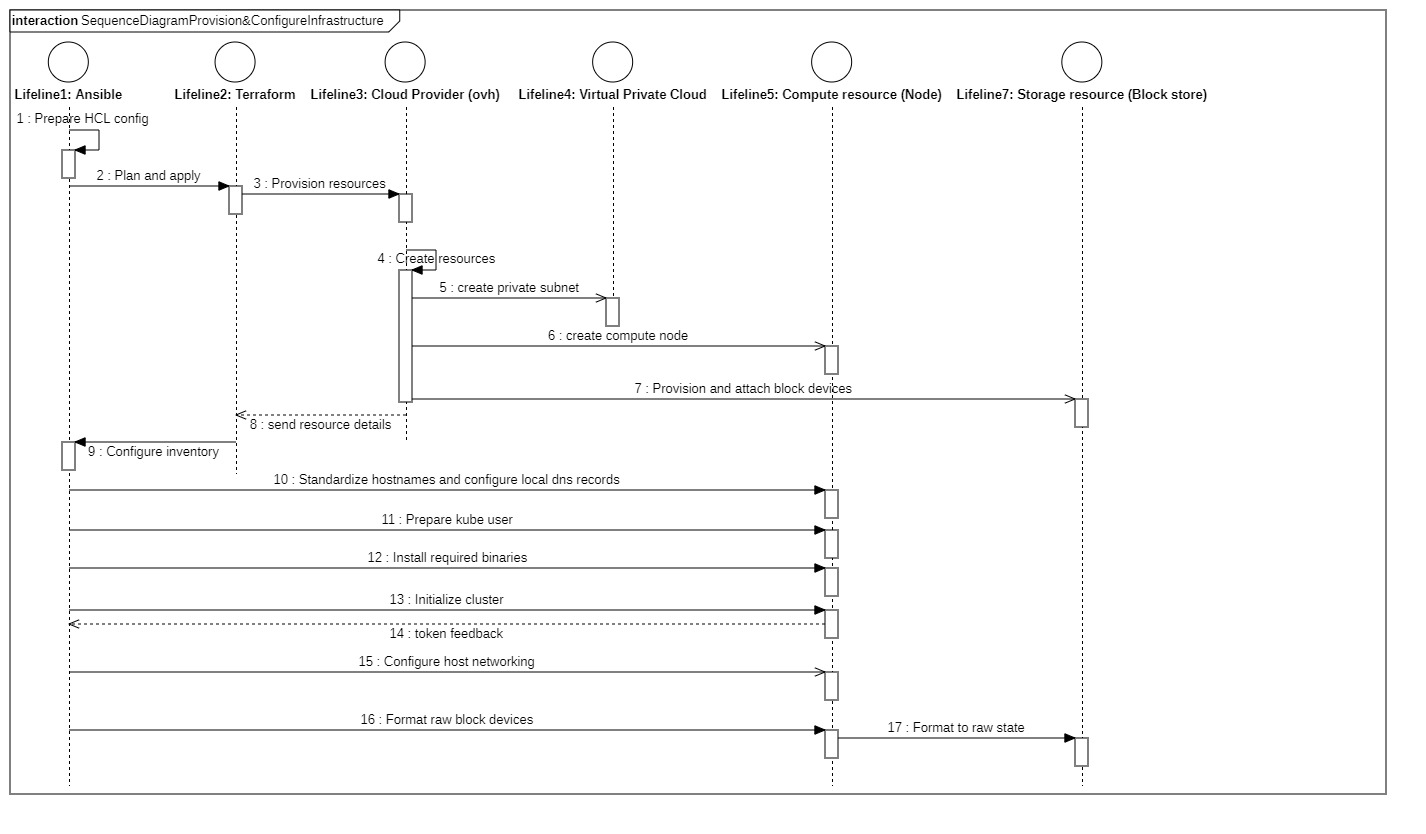 interaction SequenceDiagramProvision&ConfigureInfrastructure
Lifeline1: Ansible
Lifeline2: Terraform
Lifeline3: Cloud Provider (ovh)
Lifeline4: Virtual Private Cloud
Lifeline5: Compute resource (Node)
Lifeline7: Storage resource (Block store)
1 : Prepare HCL config
2 : Plan and apply
3 : Provision resources
4 : Create resources
5 : create private subnet
6 : create compute node
7 : Provision and attach block devices
8 : send resource details
9 : Configure inventory
10 : Standardize hostnames and configure local dns records
11 : Prepare kube user
12 : Install required binaries
13 : Initialize cluster
14 : token feedback
15 : Configure host networking
16 : Format raw block devices
17 : Format to raw state